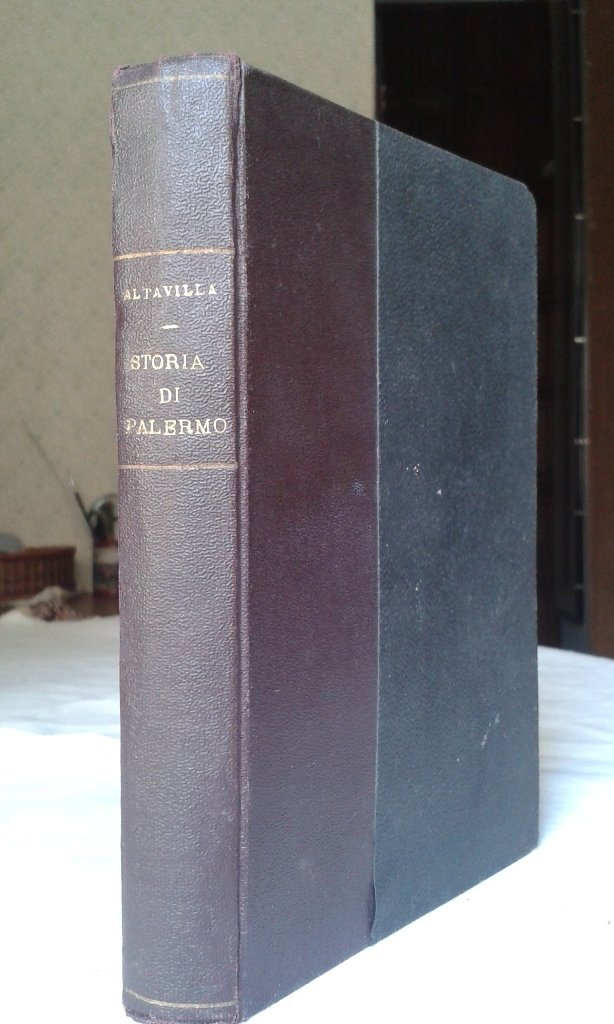 ALTAVILLA
—
STORIA
DI
PALERMO